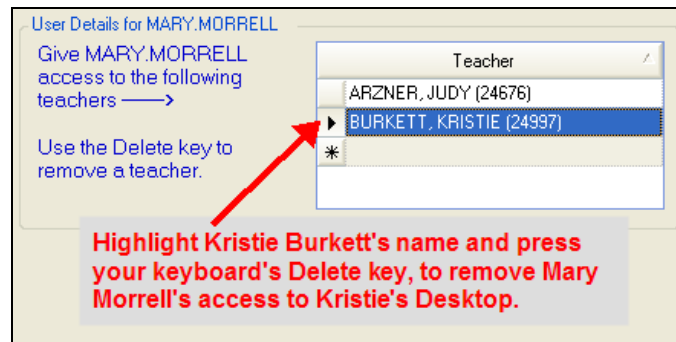 User Details for MARY.MORRELL
Give MARY.MORRELL
access to the following
teachers ——>
Use the Delete key to
remove a teacher.
Teacher
ARZNER, JUDY (24676)
BURKETT, KRISTIE (24997)
Highlight Kristie Burkett's name and press
your keyboard's Delete key, to remove Mary
Morrell's access to Kristie's Desktop.